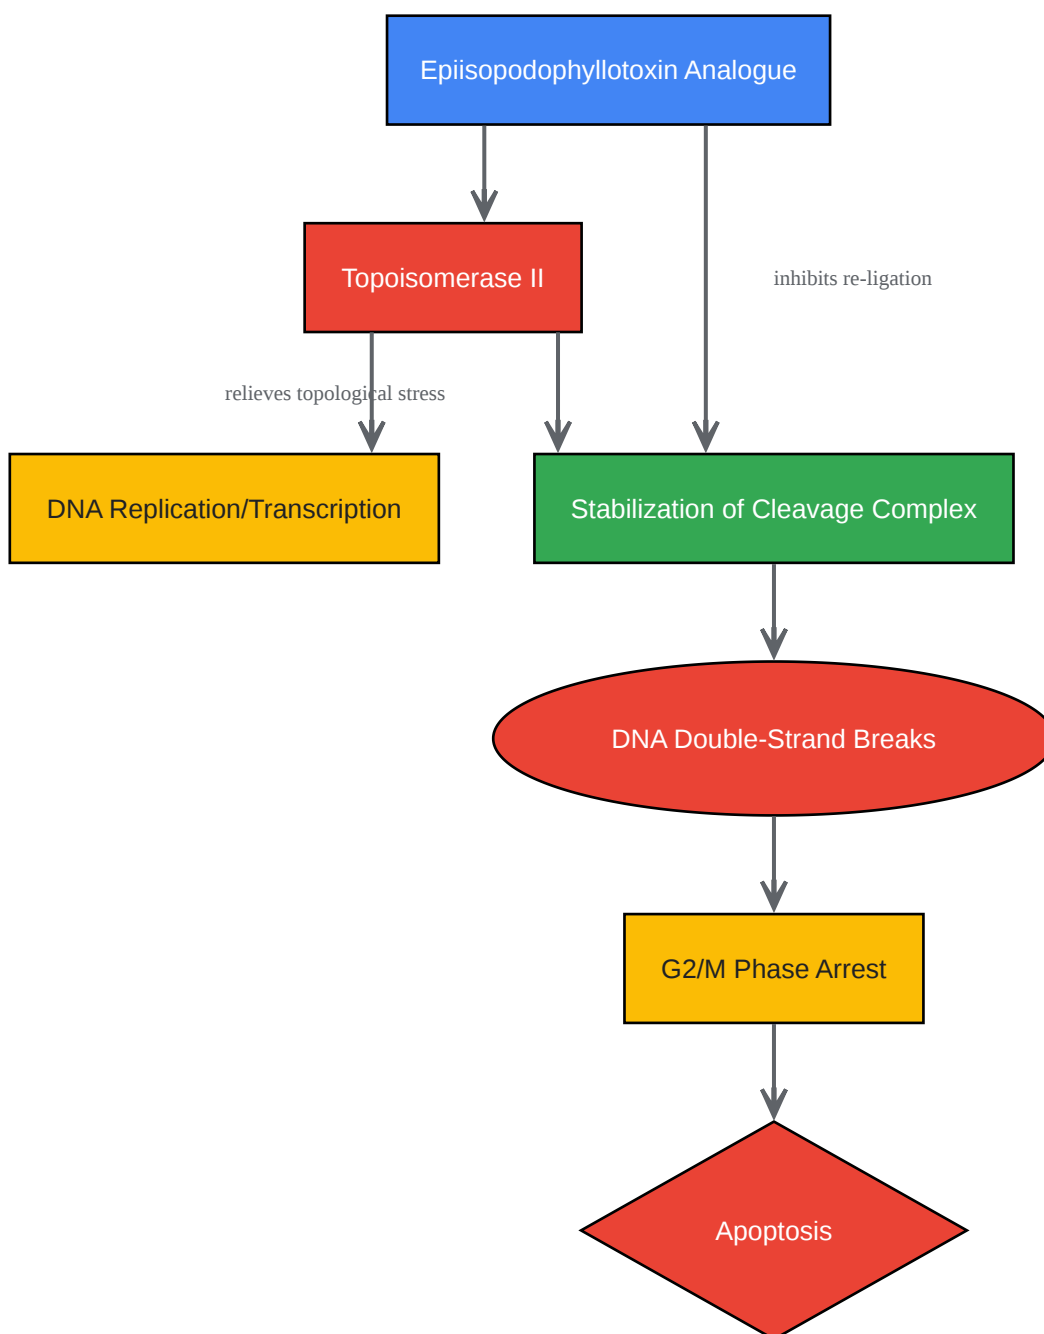 Epiisopodophyllotoxin Analogue
Topoisomerase II
inhibits re-ligation
relieves topological stress
DNA Replication/Transcription
Stabilization of Cleavage Complex
DNA Double-Strand Breaks
G2/M Phase Arrest
Apoptosis